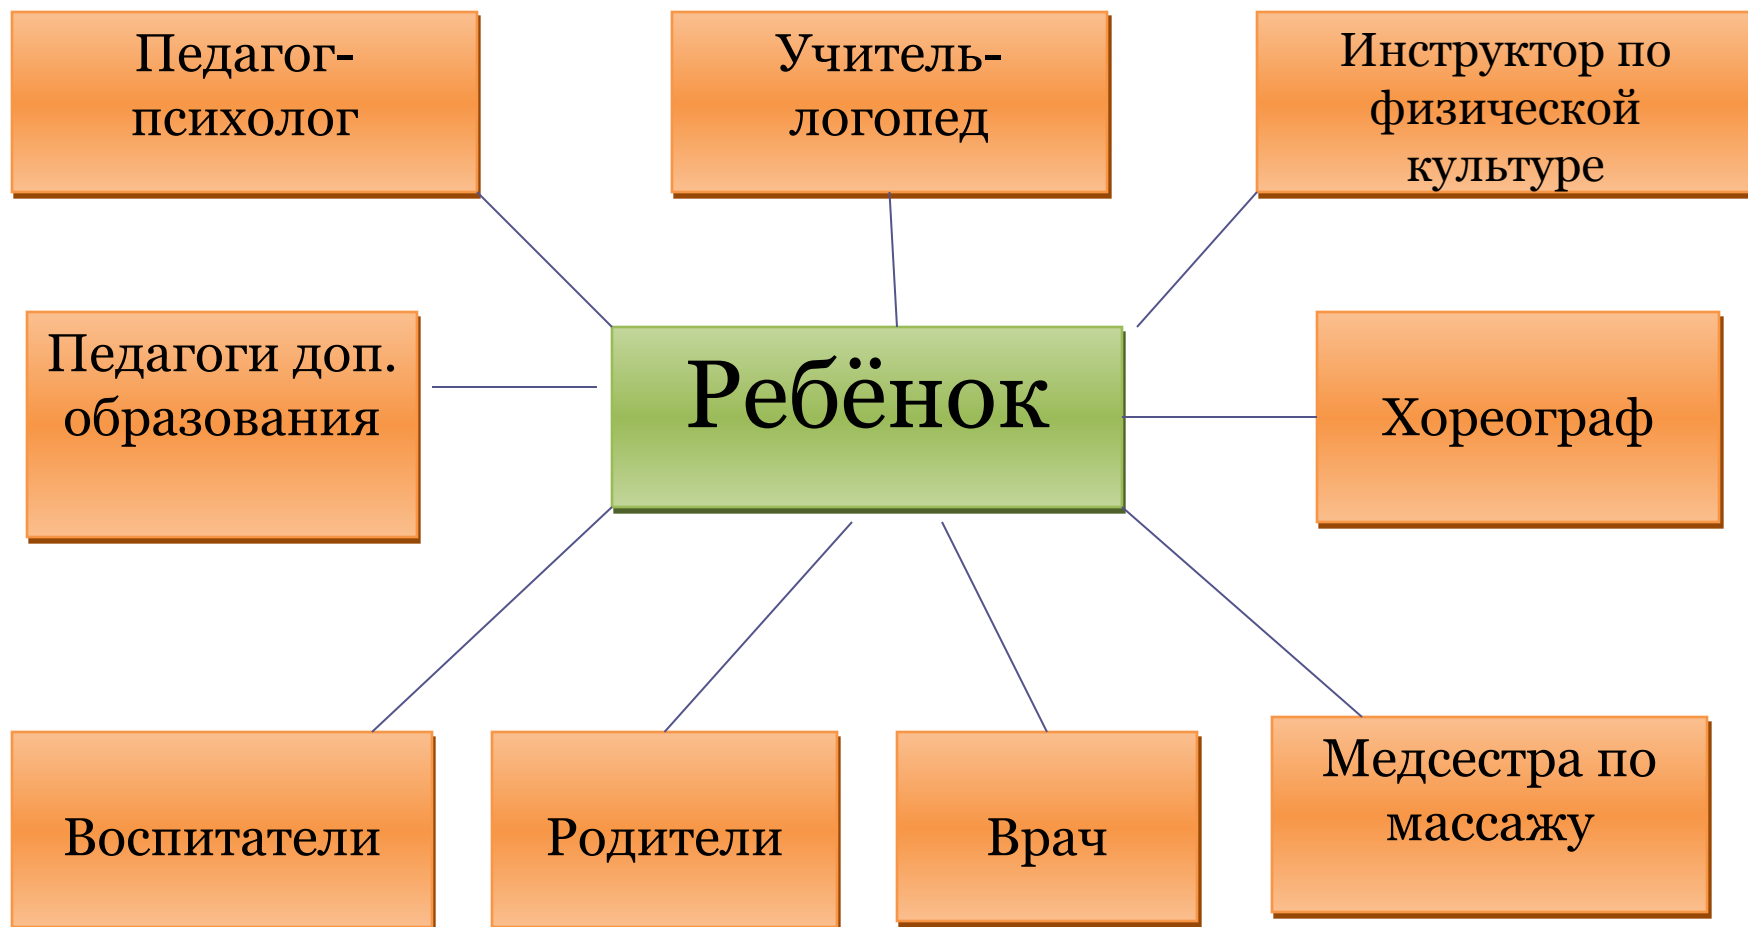 Педагог-
психолог
Учитель-
логопед
Инструктор по
физической
культуре
Педагоги доп.
образования
Ребёнок
Хореограф
Воспитатели
Родители
Врач
Медсестра по
массажу